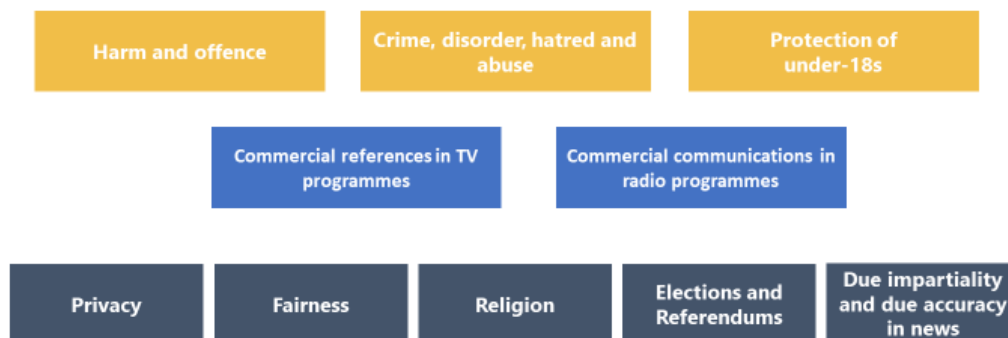 Harm and offence
Crime, disorder, hatred and
abuse
Protection of
under-18s
Commercial references in TV
programmes
Commercial communications in
radio programmes
Privacy
Fairness
Religion
Elections and
Referendums
Due impartiality
and due accuracy
in news